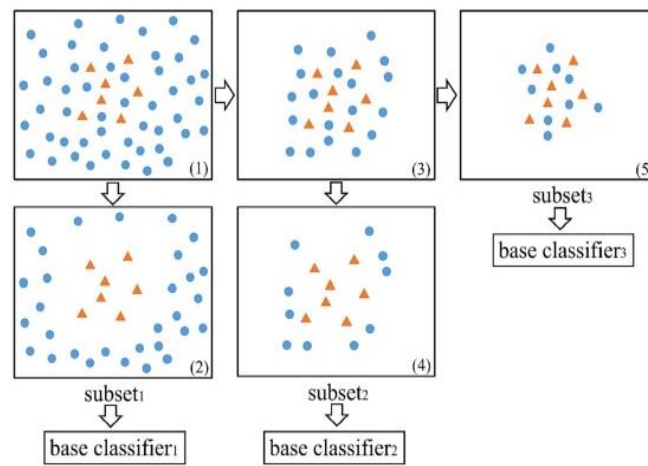 (1)
(3)
(5)
subset₃
base classifier₃
(2)
(4)
subset₁
subset₂
base classifier₁
base classifier₂